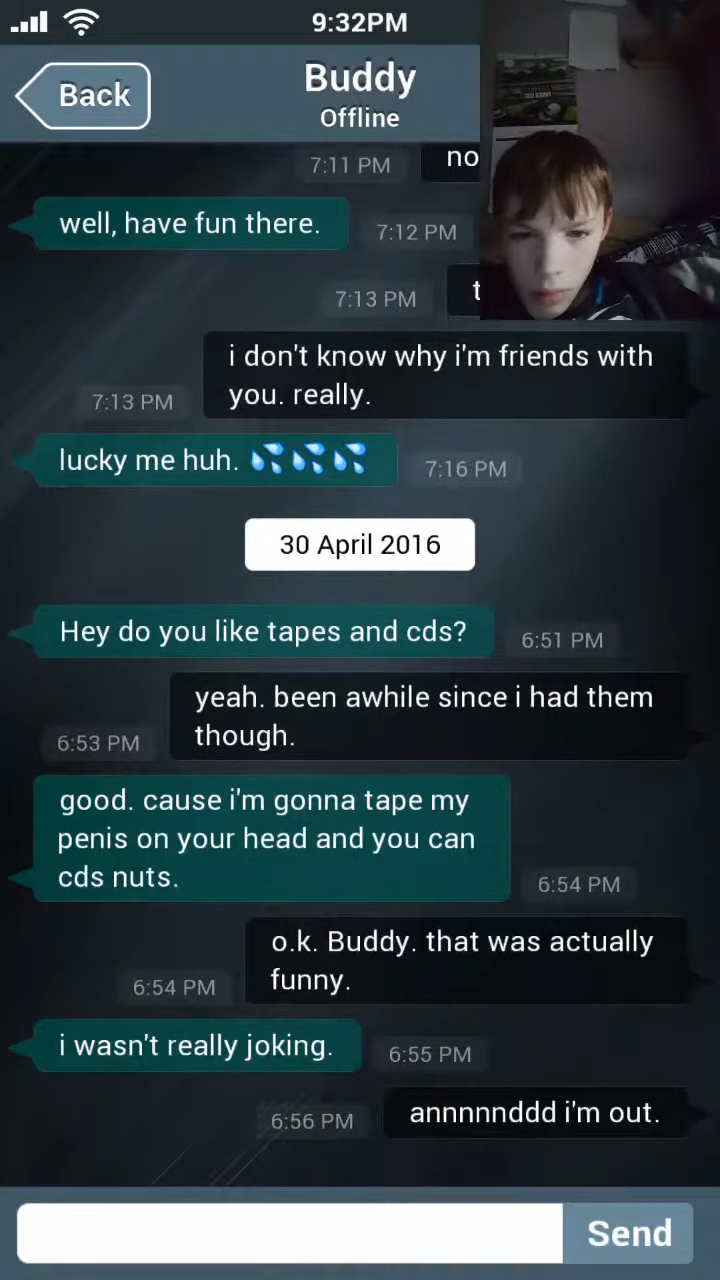 9:32PM
Back
Buddy
Offline
7:11 PM
no
well, have fun there.
7:12 PM
7:13 PM
i don't know why i'm friends with
you. really.
7:13 PM
lucky me huh. 💦💦💦
7:16 PM
30 April 2016
Hey do you like tapes and cds?
6:51 PM
yeah. been awhile since i had them
though.
6:53 PM
good. cause i'm gonna tape my
penis on your head and you can
cds nuts.
6:54 PM
o.k. Buddy. that was actually
funny.
6:54 PM
i wasn't really joking.
6:55 PM
annnnnddd i'm out.
6:56 PM
Send